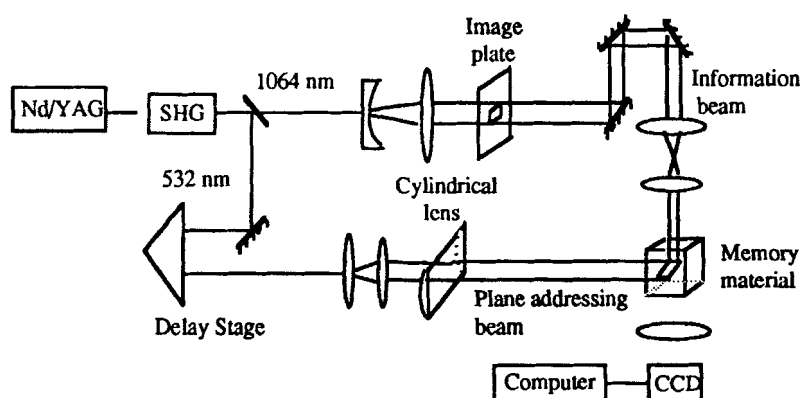 Image
plate
1064 nm
Nd/YAG
SHG
Information
beam
532 nm
Cylindrical
lens
Memory
material
Plane addressing
beam
Delay Stage
Computer
CCD